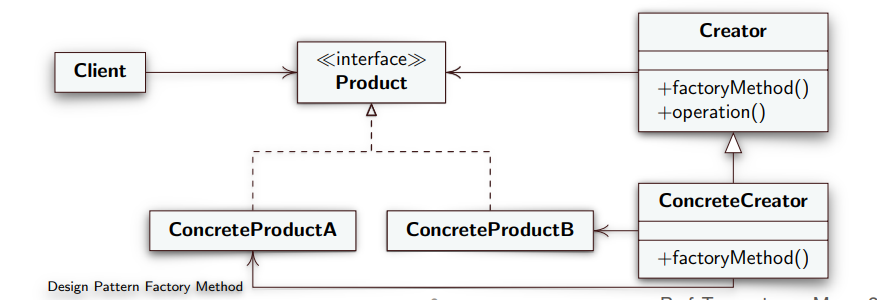 Creator
≪interface≫
Client
Product
+factoryMethod()
+operation()
ConcreteCreator
ConcreteProductA
ConcreteProductB
+factoryMethod()
Design Pattern Factory Method